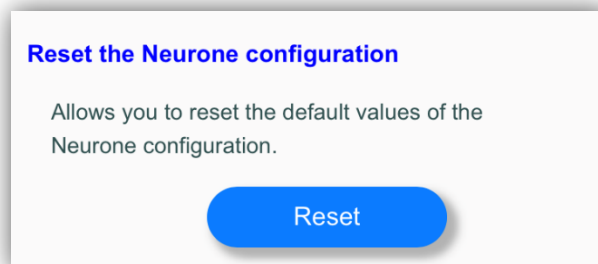 Reset the Neurone configuration
Allows you to reset the default values of the
Neurone configuration.
Reset